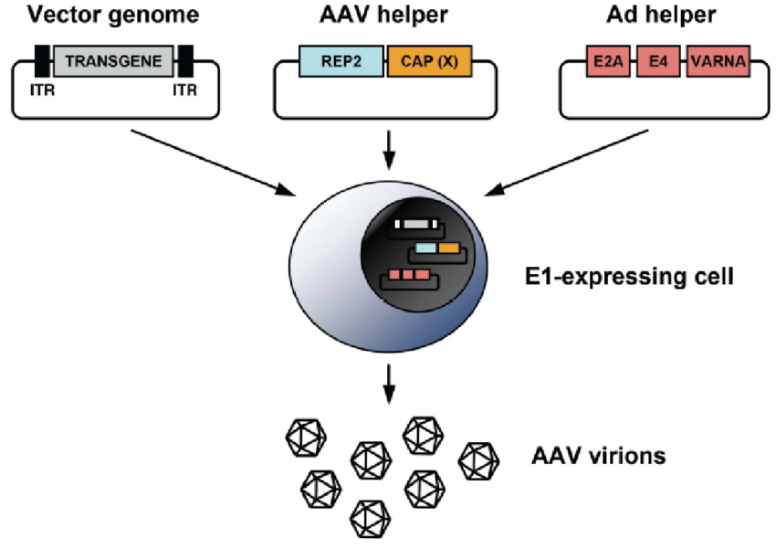 Vector genome
AAV helper
Ad helper
TRANSGENE
REP2
CAP (X)
E2A
E4
VARNA
ITR
ITR
E1-expressing cell
AAV virions